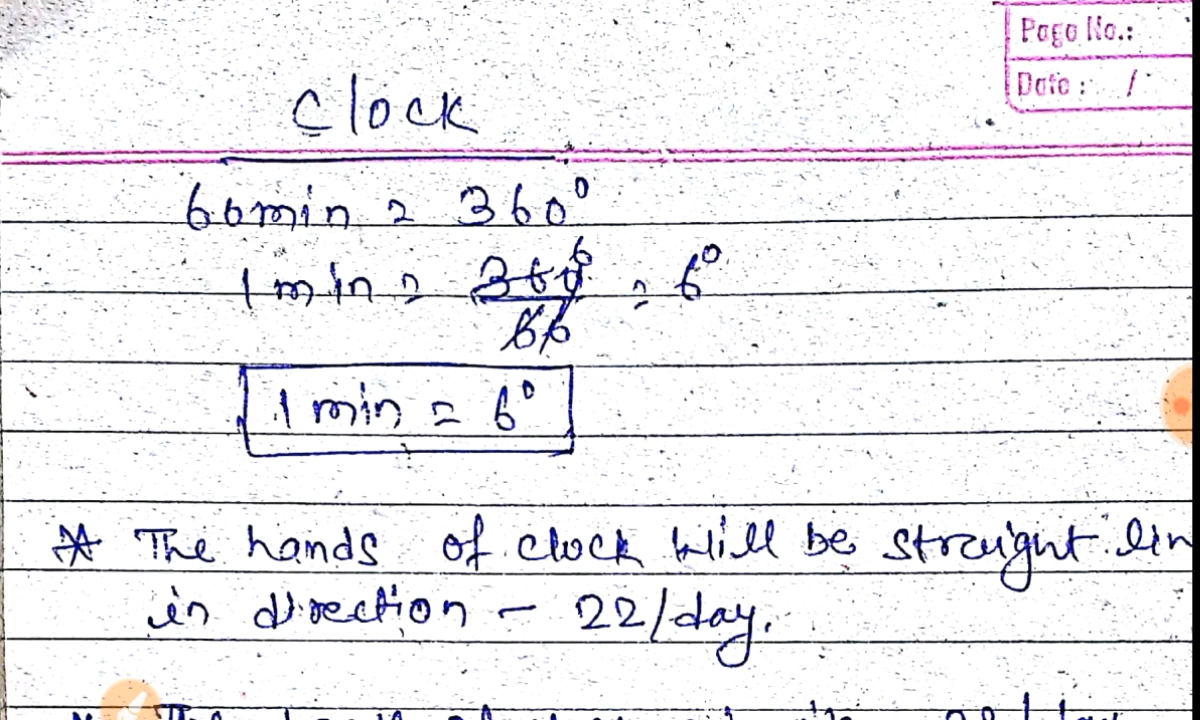 Page No.:
Date : /
Clock
60min = 360°
1 min = 360/60 6 = 6°
1 min = 6°
* The hands of clock will be straight lin
in direction - 22/day.